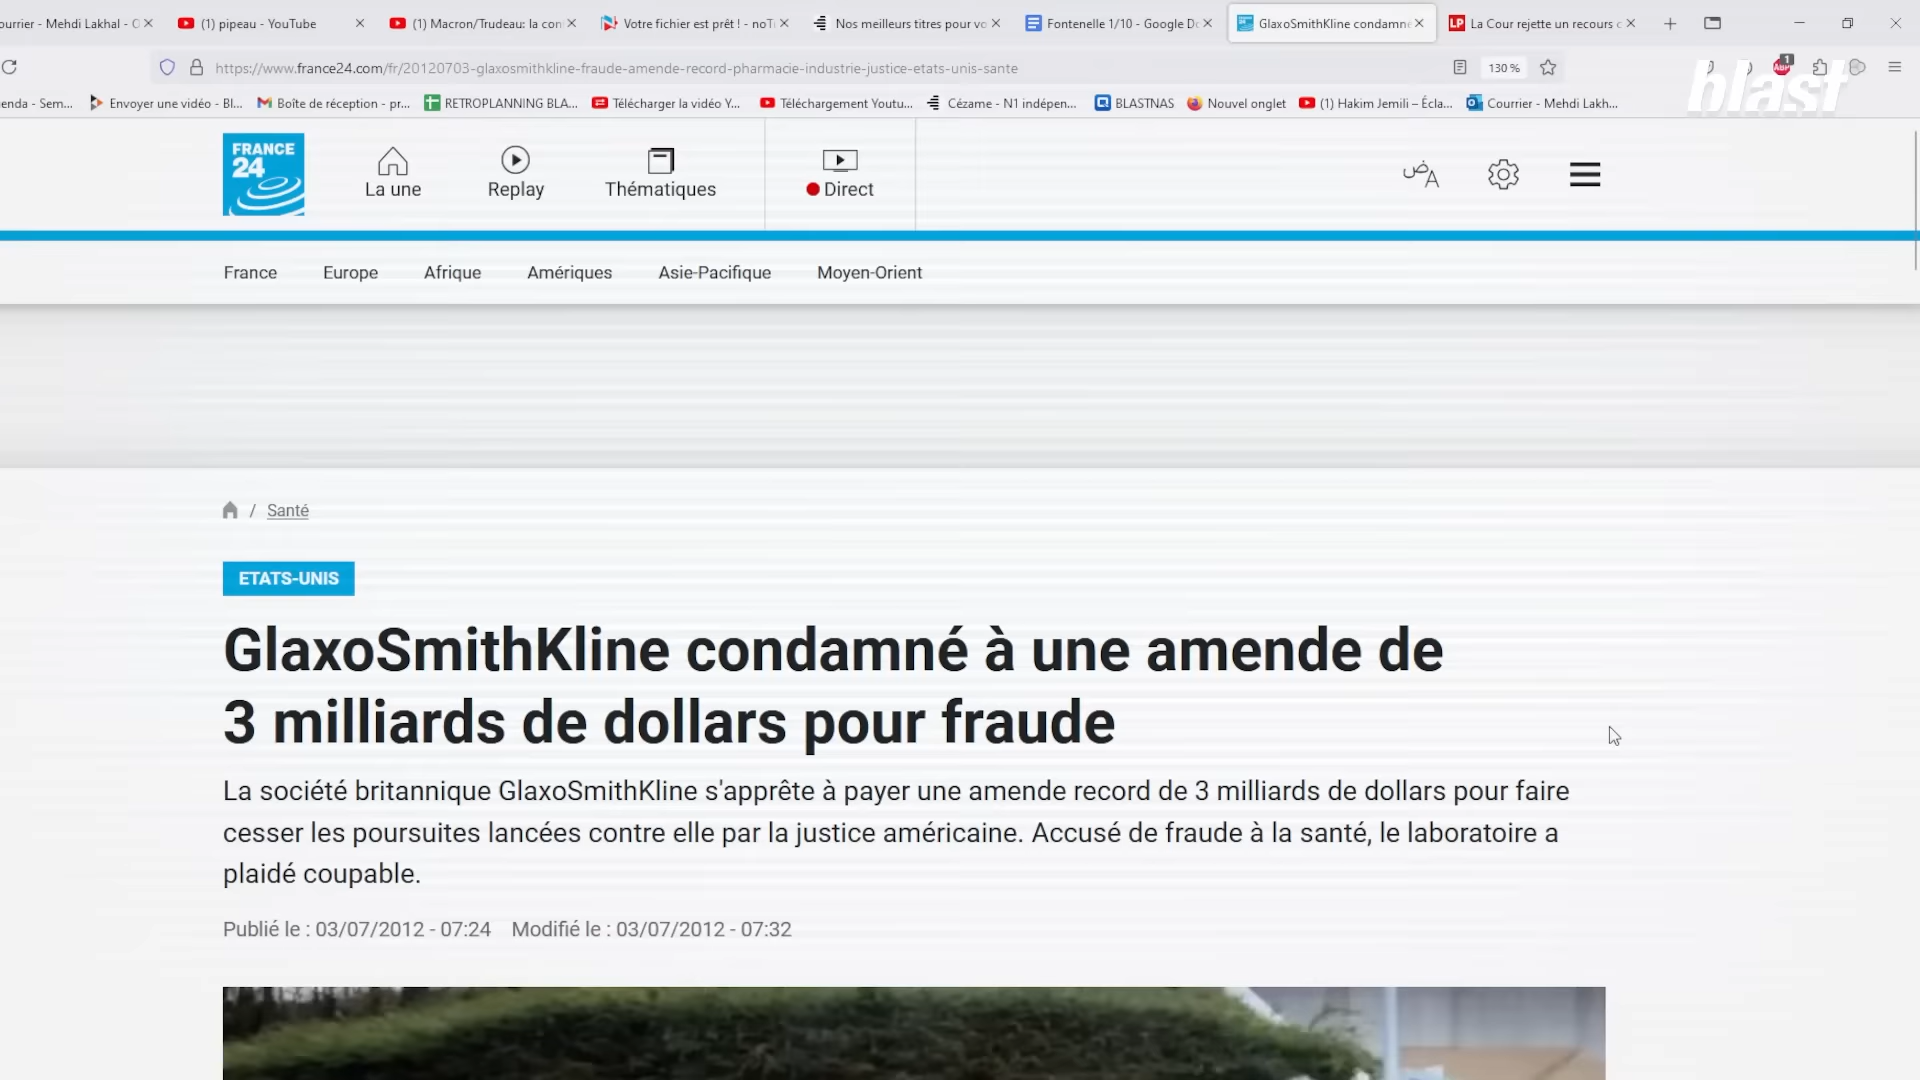 ourrier - Mehdi Lakhal - O
(1) pipeau - YouTube
(1) Macron/Trudeau: la con
Votre fichier est prêt ! - noT
Nos meilleurs titres pour vo
Fontenelle 1/10 - Google Do
GlaxoSmithKline condamné
La Cour rejette un recours c
https://www.france24.com/fr/20120703-glaxosmithkline-fraude-amende-record-pharmacie-industrie-justice-etats-unis-sante
130 %
ABP
1
blast
enda - Sem...
Envoyer une vidéo - Bl...
Boîte de réception - pr...
RETROPLANNING BLA...
Télécharger la vidéo Y...
Téléchargement Youtu...
Cézame - N1 indépen...
BLASTNAS
Nouvel onglet
(1) Hakim Jemili – Écla...
Courrier - Mehdi Lakh...
FRANCE
24
La une
Replay
Thématiques
Direct
France
Europe
Afrique
Amériques
Asie-Pacifique
Moyen-Orient
/ Santé
ETATS-UNIS
GlaxoSmithKline condamné à une amende de
3 milliards de dollars pour fraude
La société britannique GlaxoSmithKline s'apprête à payer une amende record de 3 milliards de dollars pour faire
cesser les poursuites lancées contre elle par la justice américaine. Accusé de fraude à la santé, le laboratoire a
plaidé coupable.
Publié le : 03/07/2012 - 07:24 Modifié le : 03/07/2012 - 07:32